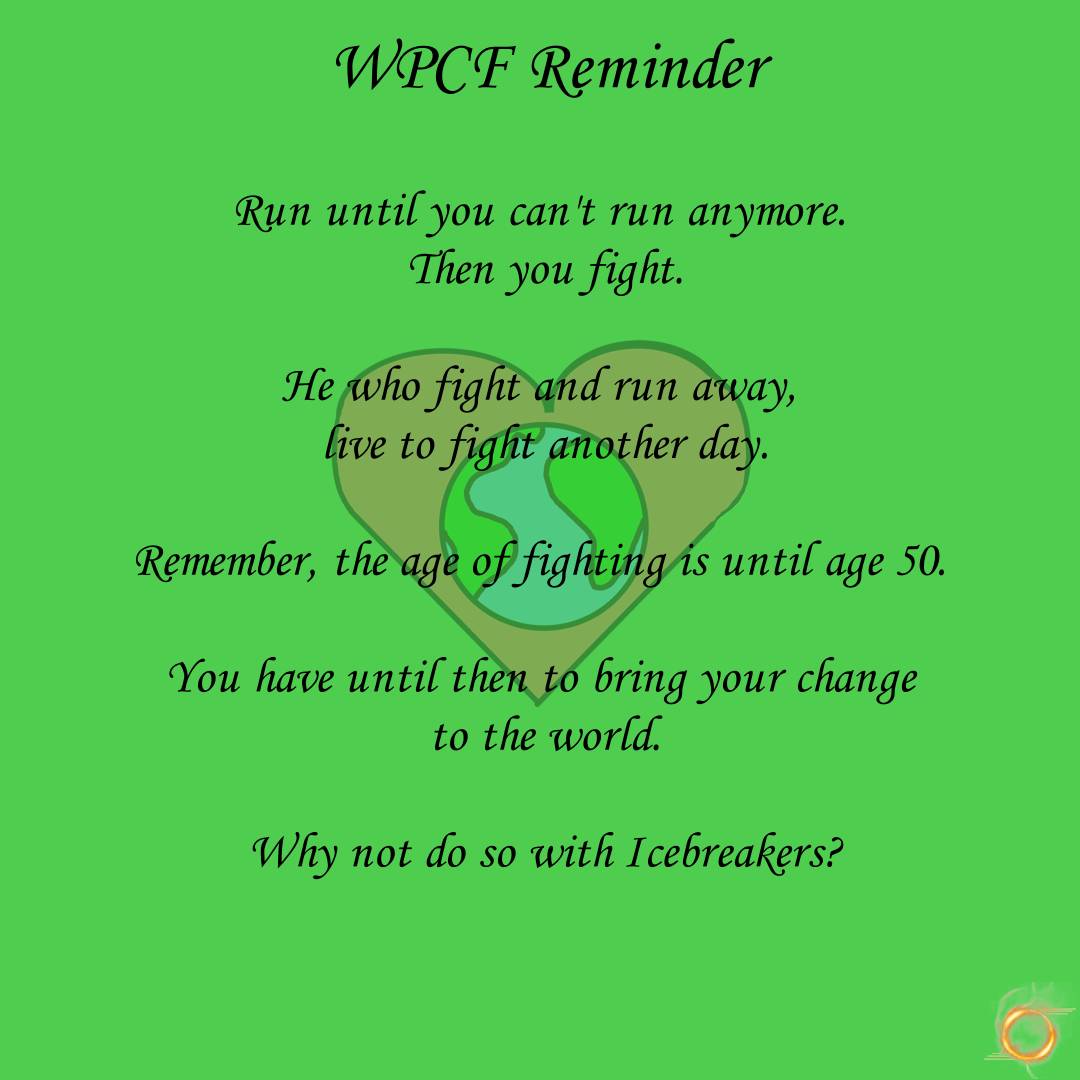 WPCF Reminder
Run until you can't run anymore.
Then you fight.
He who fight and run away,
live to fight another day.
Remember, the age of fighting is until age 50.
You have until then to bring your change
to the world.
Why not do so with Icebreakers?